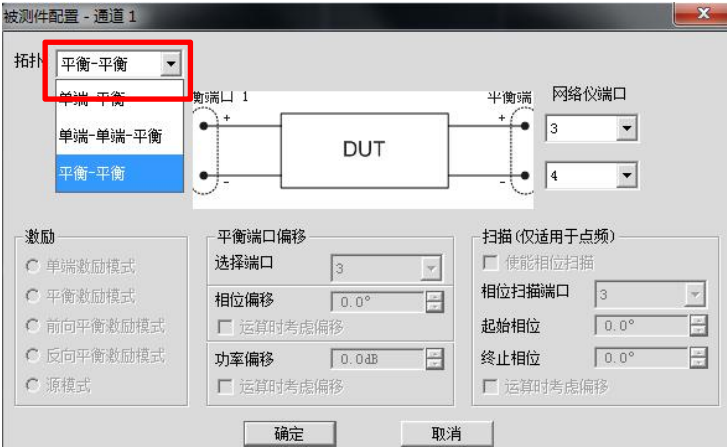 被测件配置 - 通道 1
拓扑
平衡-平衡
单端-平衡
单端-单端-平衡
平衡-平衡
衡端口 1
平衡端
网络仪端口
+
-
DUT
+
-
3
4
激励
单端激励模式
平衡激励模式
前向平衡激励模式
反向平衡激励模式
源模式
平衡端口偏移
选择端口
3
相位偏移
0.0°
运算时考虑偏移
功率偏移
0.0dB
运算时考虑偏移
扫描(仅适用于点频)
使能相位扫描
相位扫描端口
3
起始相位
0.0°
终止相位
0.0°
运算时考虑偏移
确定
取消